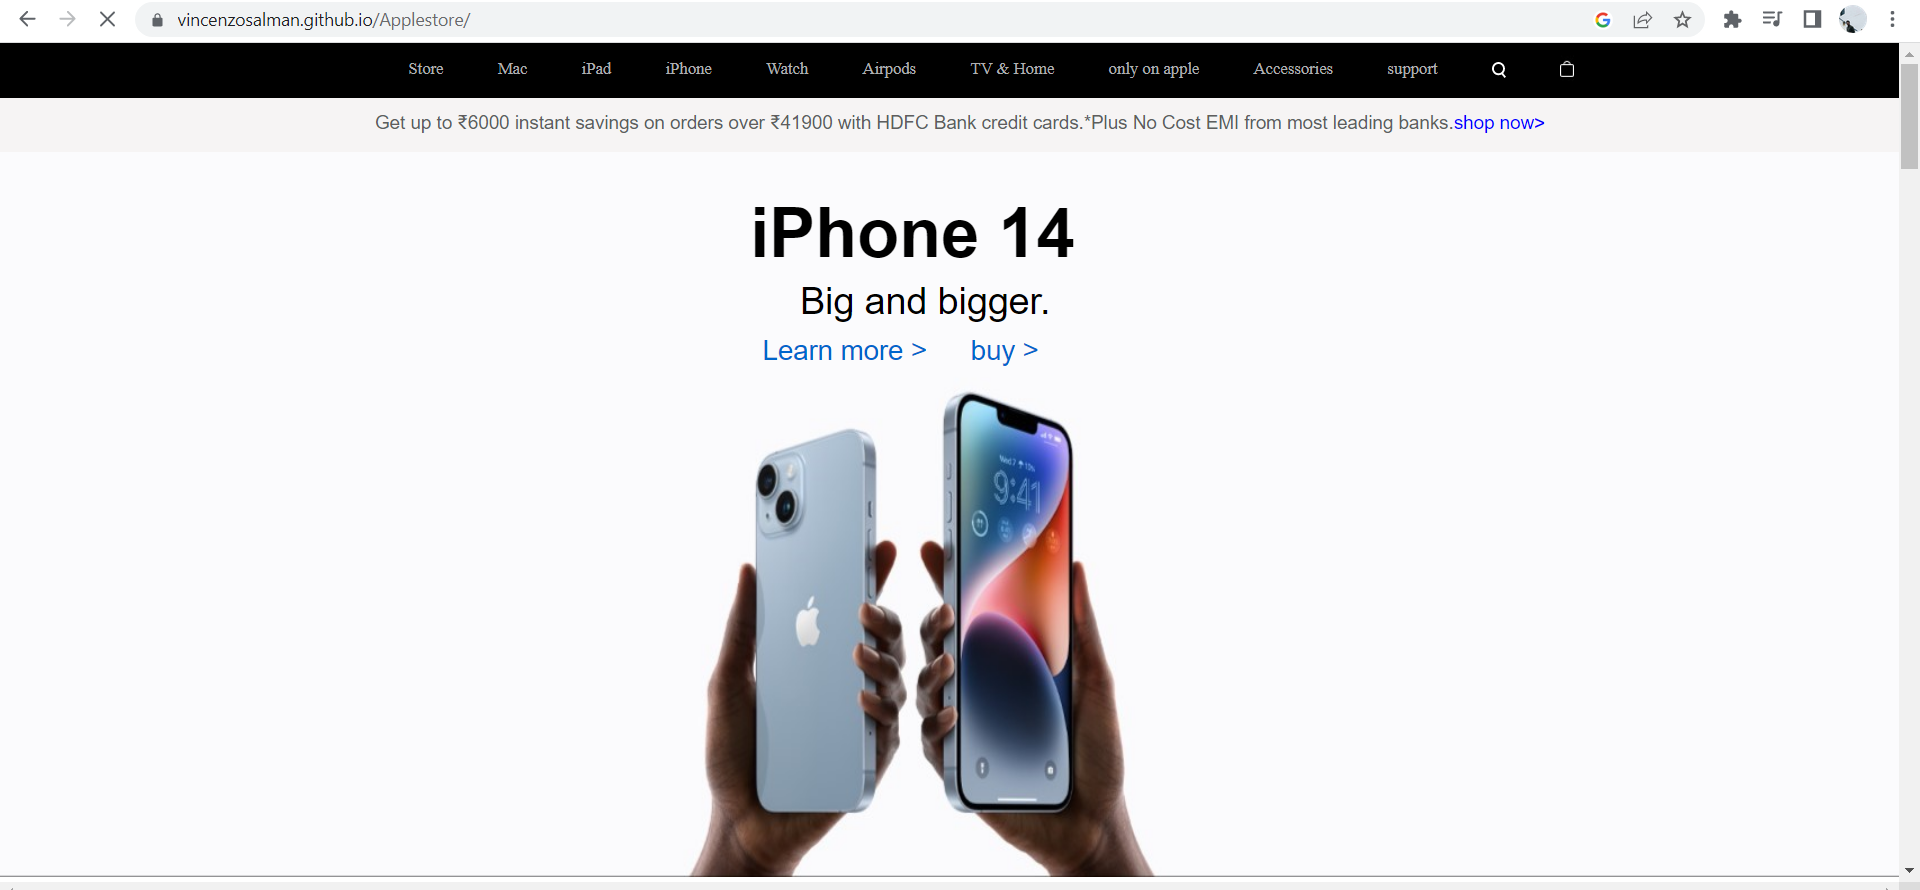 vincenzosalman.github.io/Applestore/
Store Mac iPad iPhone Watch Airpods TV & Home only on apple Accessories support
Get up to ₹6000 instant savings on orders over ₹41900 with HDFC Bank credit cards.*Plus No Cost EMI from most leading banks.shop now>
iPhone 14
Big and bigger.
Learn more > buy >
9:41